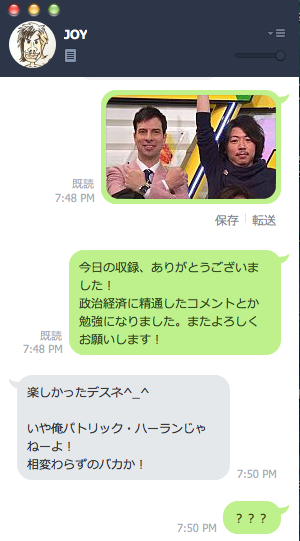 JOY
既読
7:48 PM
保存 転送
今日の収録、ありがとうございま
した！
政治経済に精通したコメントとか
勉強になりました。またよろしく
お願いします！
既読
7:48 PM
楽しかったデスネ^_^
いや俺パトリック・ハーランじゃ
ねーよ！
相変わらずのバカか！
7:50 PM
？？？
7:50 PM